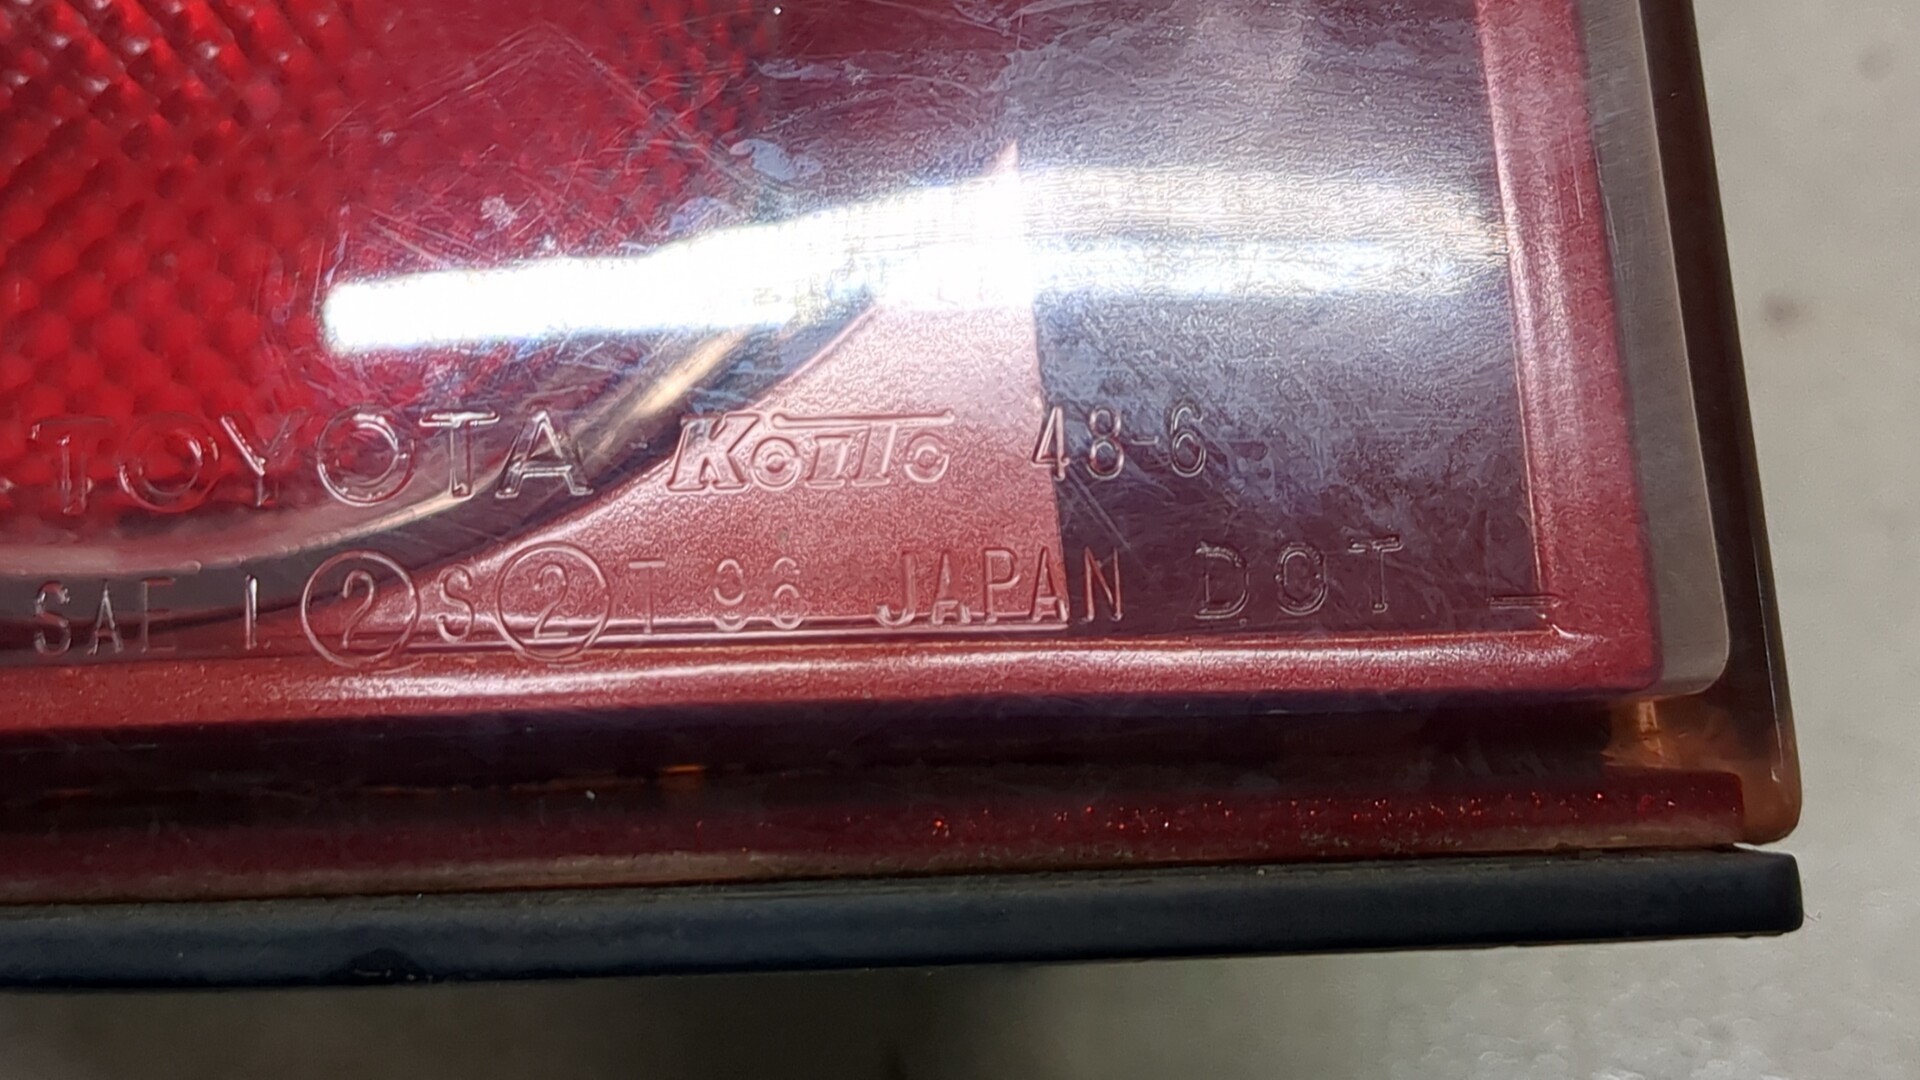 TOYOTA KOITO 48-6
SAE I ② S ② T 96 JAPAN DOT L